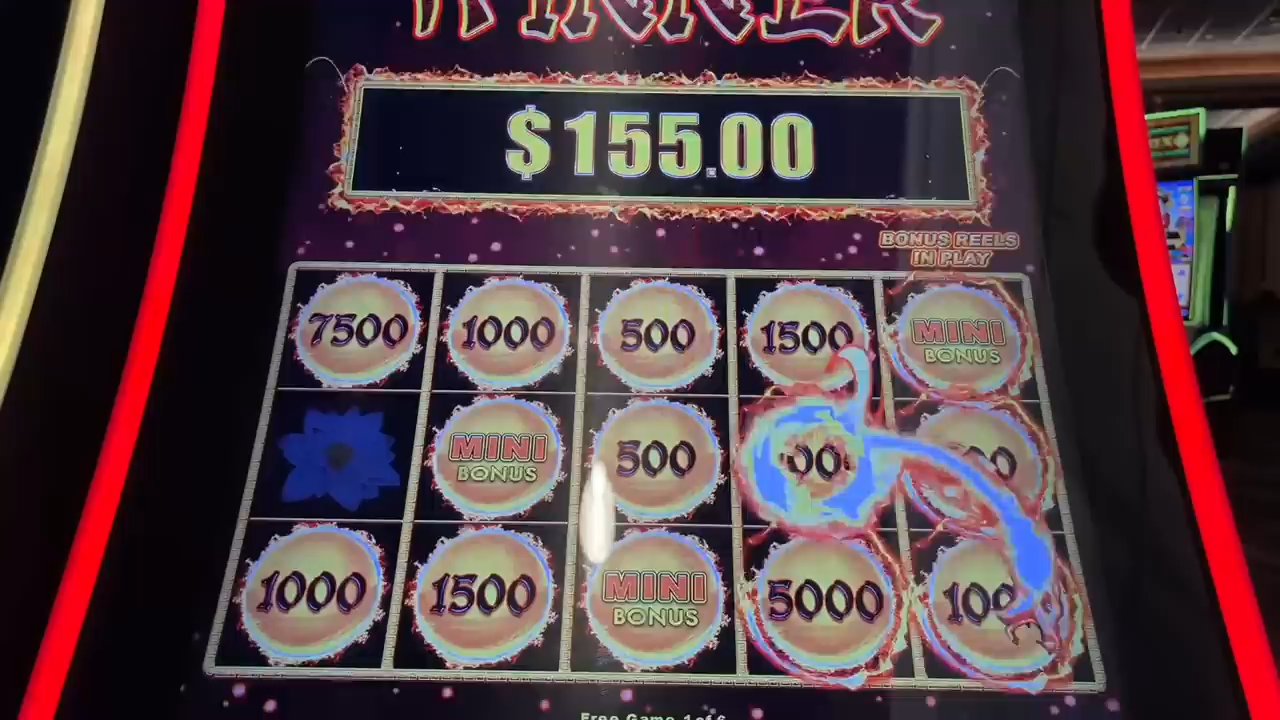 WINNER
$155.00
BONUS REELS
IN PLAY
7500 1000 500 1500 MINI BONUS
MINI BONUS 500
1000 1500 MINI BONUS 5000
Free Game 1 of 6